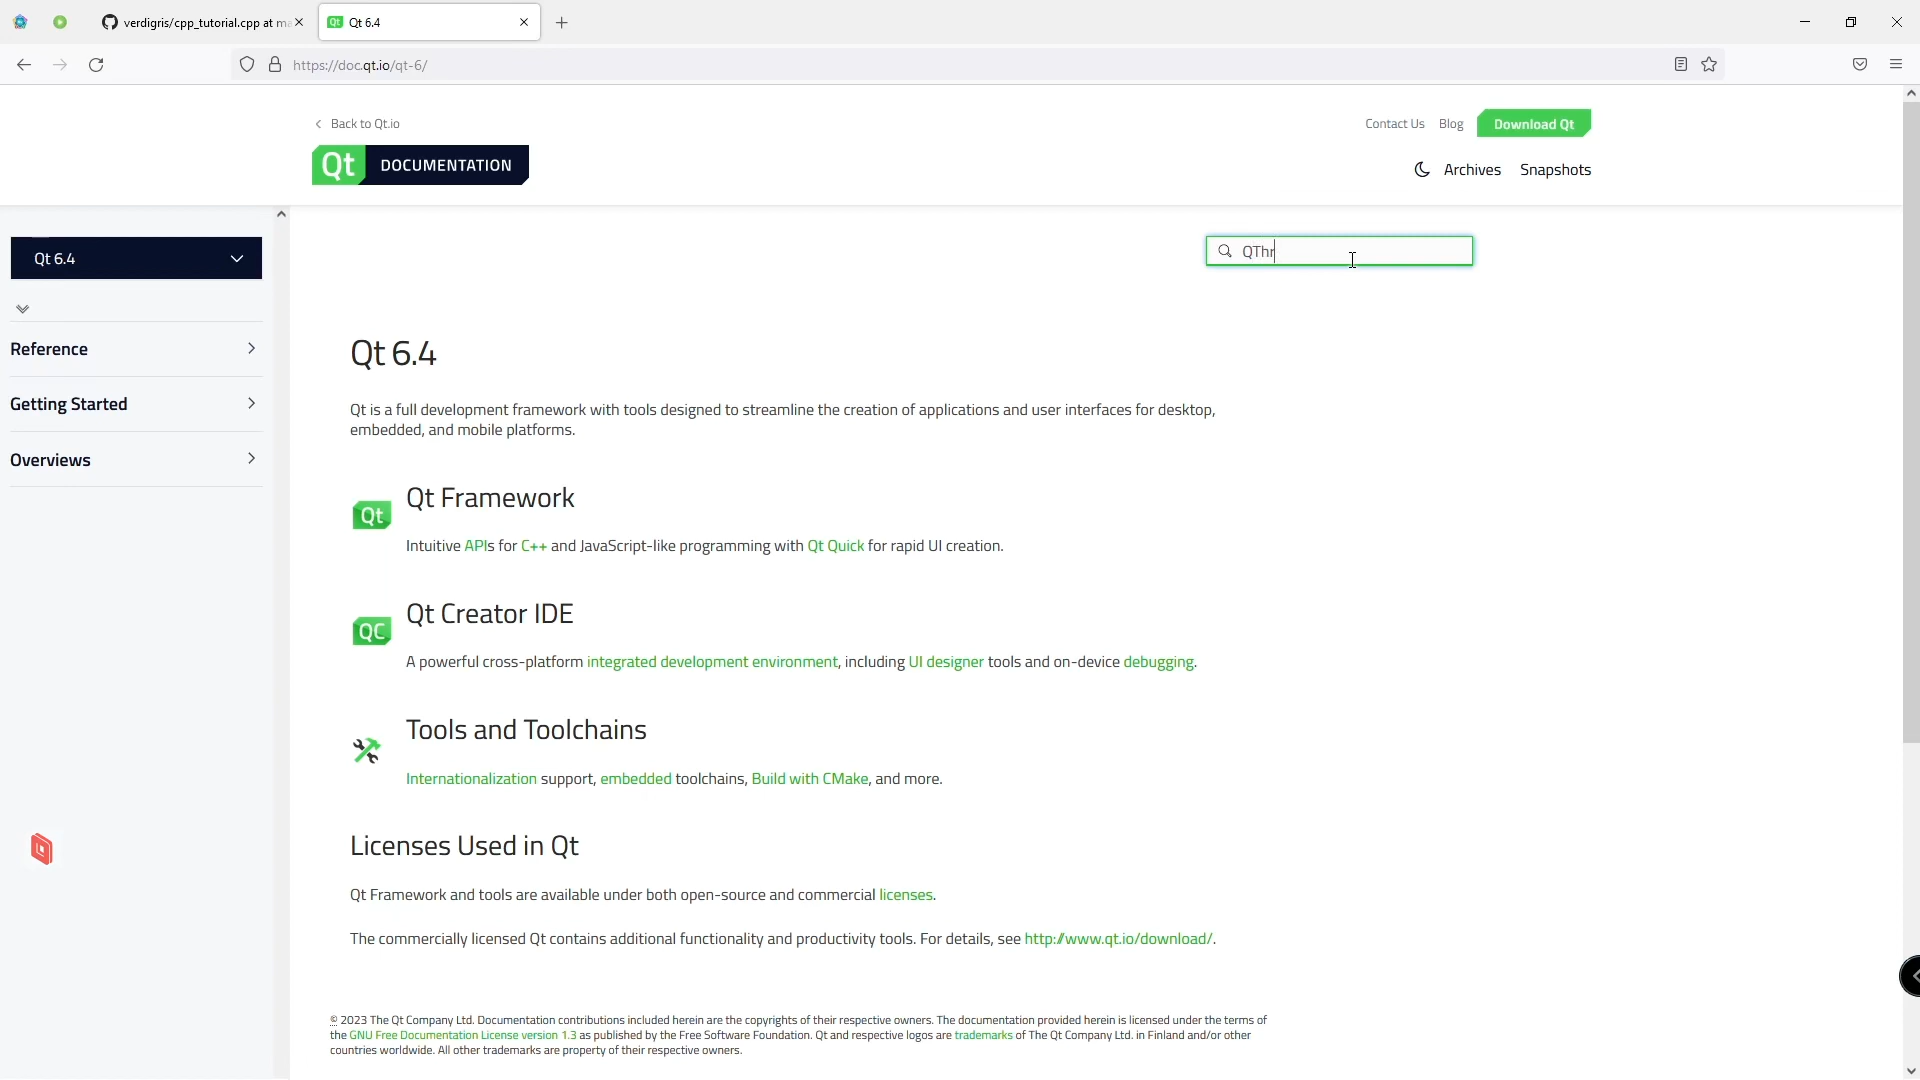 verdigris/cpp_tutorial.cpp at ma
Qt 6.4
https://doc.qt.io/qt-6/
Back to Qt.io
Contact Us
Blog
Download Qt
Qt DOCUMENTATION
Archives
Snapshots
Qt 6.4
QThr
Reference
Getting Started
Overviews
Qt 6.4
Qt is a full development framework with tools designed to streamline the creation of applications and user interfaces for desktop,
embedded, and mobile platforms.
Qt
Qt Framework
Intuitive APIs for C++ and JavaScript-like programming with Qt Quick for rapid UI creation.
QC
Qt Creator IDE
A powerful cross-platform integrated development environment, including UI designer tools and on-device debugging.
Tools and Toolchains
Internationalization support, embedded toolchains, Build with CMake, and more.
Licenses Used in Qt
Qt Framework and tools are available under both open-source and commercial licenses.
The commercially licensed Qt contains additional functionality and productivity tools. For details, see http://www.qt.io/download/.
© 2023 The Qt Company Ltd. Documentation contributions included herein are the copyrights of their respective owners. The documentation provided herein is licensed under the terms of
the GNU Free Documentation License version 1.3 as published by the Free Software Foundation. Qt and respective logos are trademarks of The Qt Company Ltd. in Finland and/or other
countries worldwide. All other trademarks are property of their respective owners.